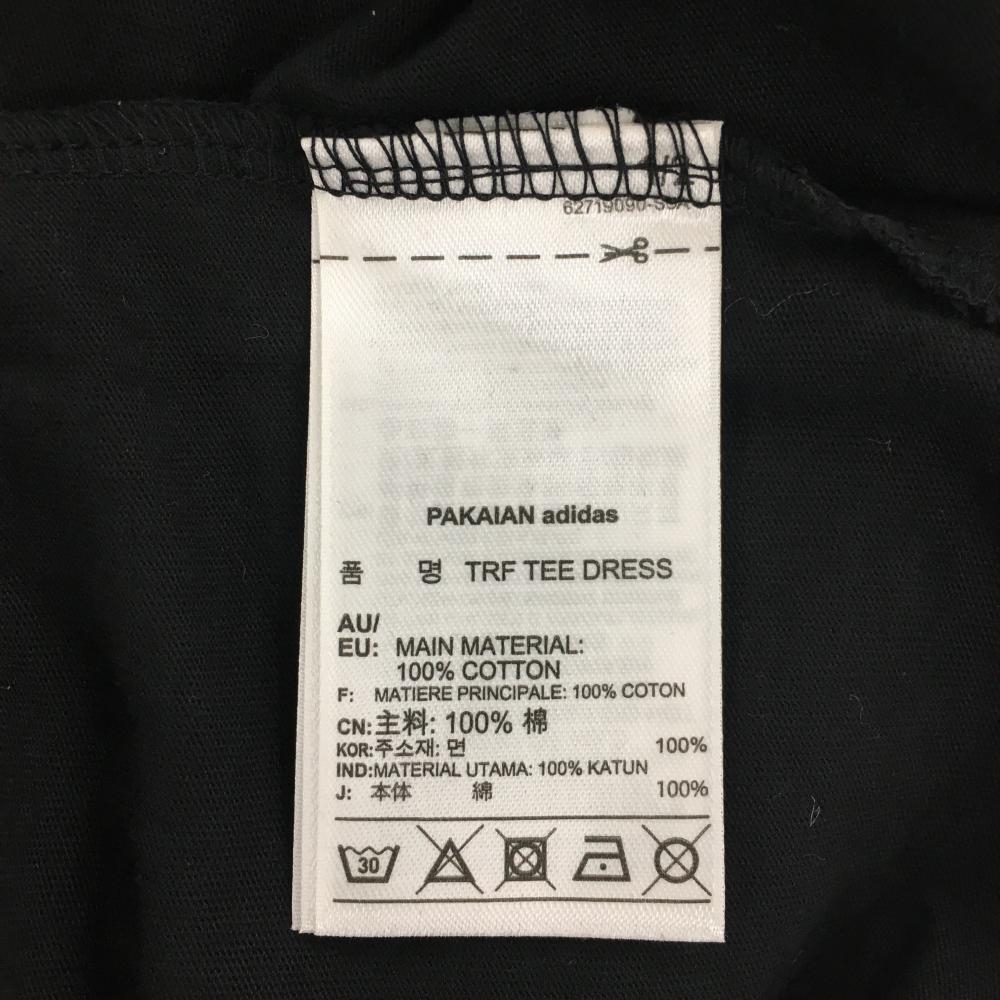 PAKAIAN adidas
품 명 TRF TEE DRESS
AU/
EU: MAIN MATERIAL:
100% COTTON
F: MATIERE PRINCIPALE: 100% COTON
CN:主料: 100% 棉
KOR:주소재: 면 100%
IND:MATERIAL UTAMA: 100% KATUN
J: 本体 綿 100%
30